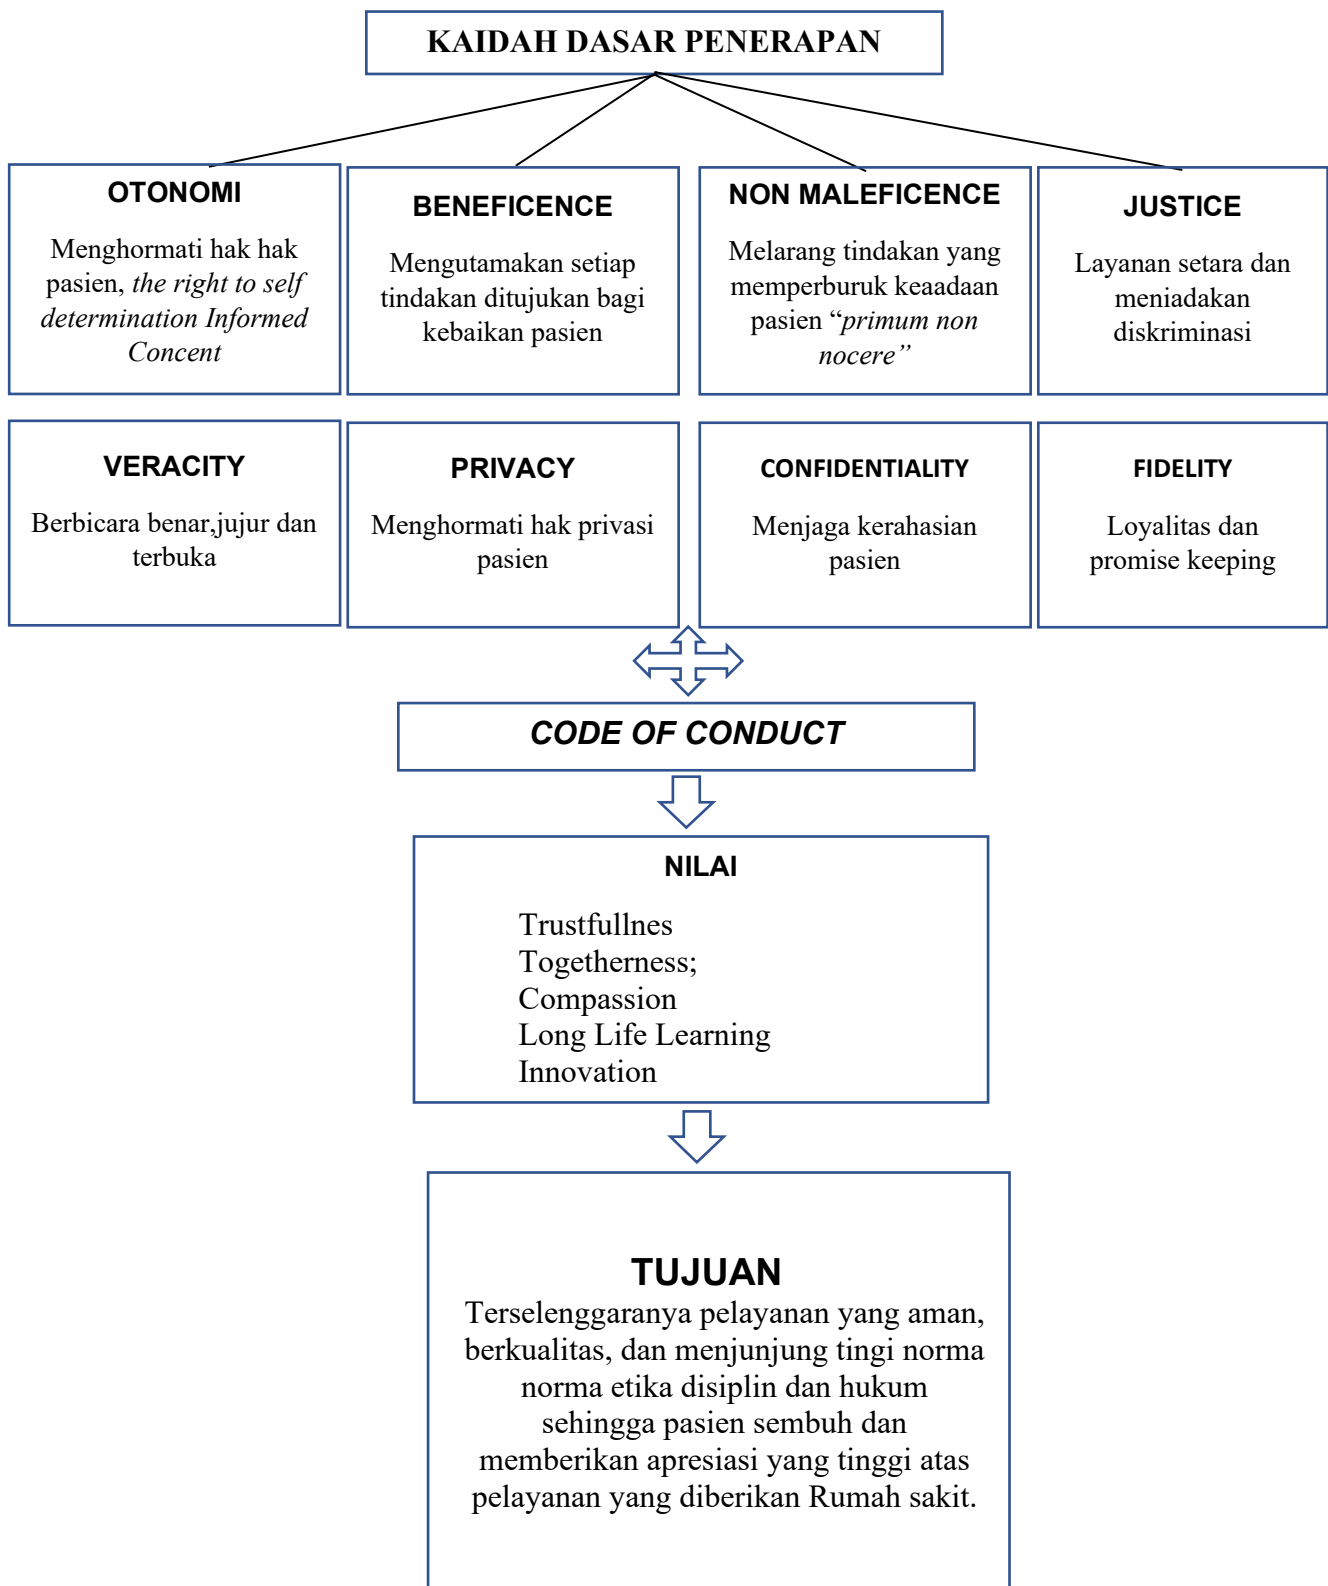 KAIDAH DASAR PENERAPAN
OTONOMI
Menghormati hak hak
pasien, the right to self
determination Informed
Concent
BENEFICENCE
Mengutamakan setiap
tindakan ditujukan bagi
kebaikan pasien
NON MALEFICENCE
Melarang tindakan yang
memperburuk keaadaan
pasien “primum non
nocere”
JUSTICE
Layanan setara dan
meniadakan
diskriminasi
VERACITY
Berbicara benar,jujur dan
terbuka
PRIVACY
Menghormati hak privasi
pasien
CONFIDENTIALITY
Menjaga kerahasian
pasien
FIDELITY
Loyalitas dan
promise keeping
CODE OF CONDUCT
NILAI
Trustfullnes
Togetherness;
Compassion
Long Life Learning
Innovation
TUJUAN
Terselenggaranya pelayanan yang aman,
berkualitas, dan menjunjung tingi norma
norma etika disiplin dan hukum
sehingga pasien sembuh dan
memberikan apresiasi yang tinggi atas
pelayanan yang diberikan Rumah sakit.